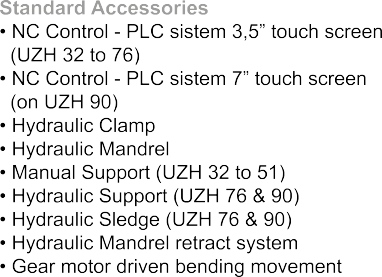 Standard Accessories
• NC Control - PLC sistem 3,5” touch screen
(UZH 32 to 76)
• NC Control - PLC sistem 7” touch screen
(on UZH 90)
• Hydraulic Clamp
• Hydraulic Mandrel
• Manual Support (UZH 32 to 51)
• Hydraulic Support (UZH 76 & 90)
• Hydraulic Sledge (UZH 76 & 90)
• Hydraulic Mandrel retract system
• Gear motor driven bending movement